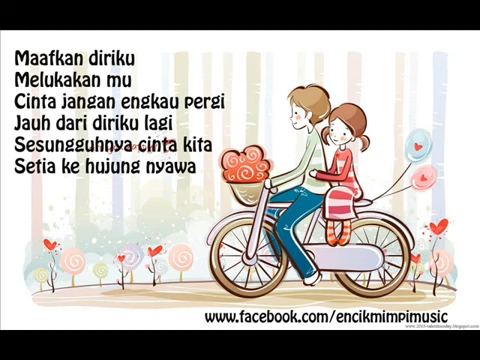 Maafkan diriku
Melukakan mu
Cinta jangan engkau pergi
Jauh dari diriku lagi
Sesungguhnya cinta kita
Setia ke hujung nyawa
www.facebook.com/encikmimpimusic